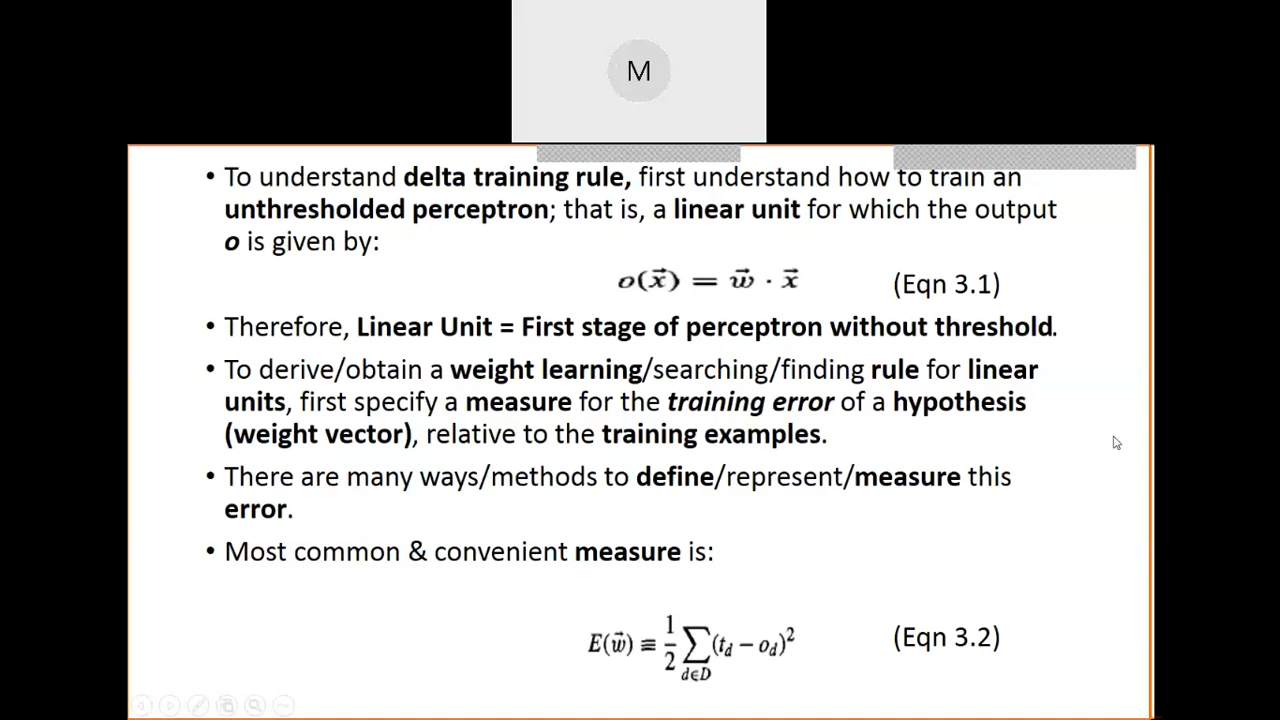 M
• To understand delta training rule, first understand how to train an
unthresholded perceptron; that is, a linear unit for which the output
o is given by:
o(x⃗) = w⃗ · x⃗ (Eqn 3.1)
• Therefore, Linear Unit = First stage of perceptron without threshold.
• To derive/obtain a weight learning/searching/finding rule for linear
units, first specify a measure for the training error of a hypothesis
(weight vector), relative to the training examples.
• There are many ways/methods to define/represent/measure this
error.
• Most common & convenient measure is:
E(w⃗) ≡ 1/2 ∑_{d∈D} (t_d − o_d)² (Eqn 3.2)